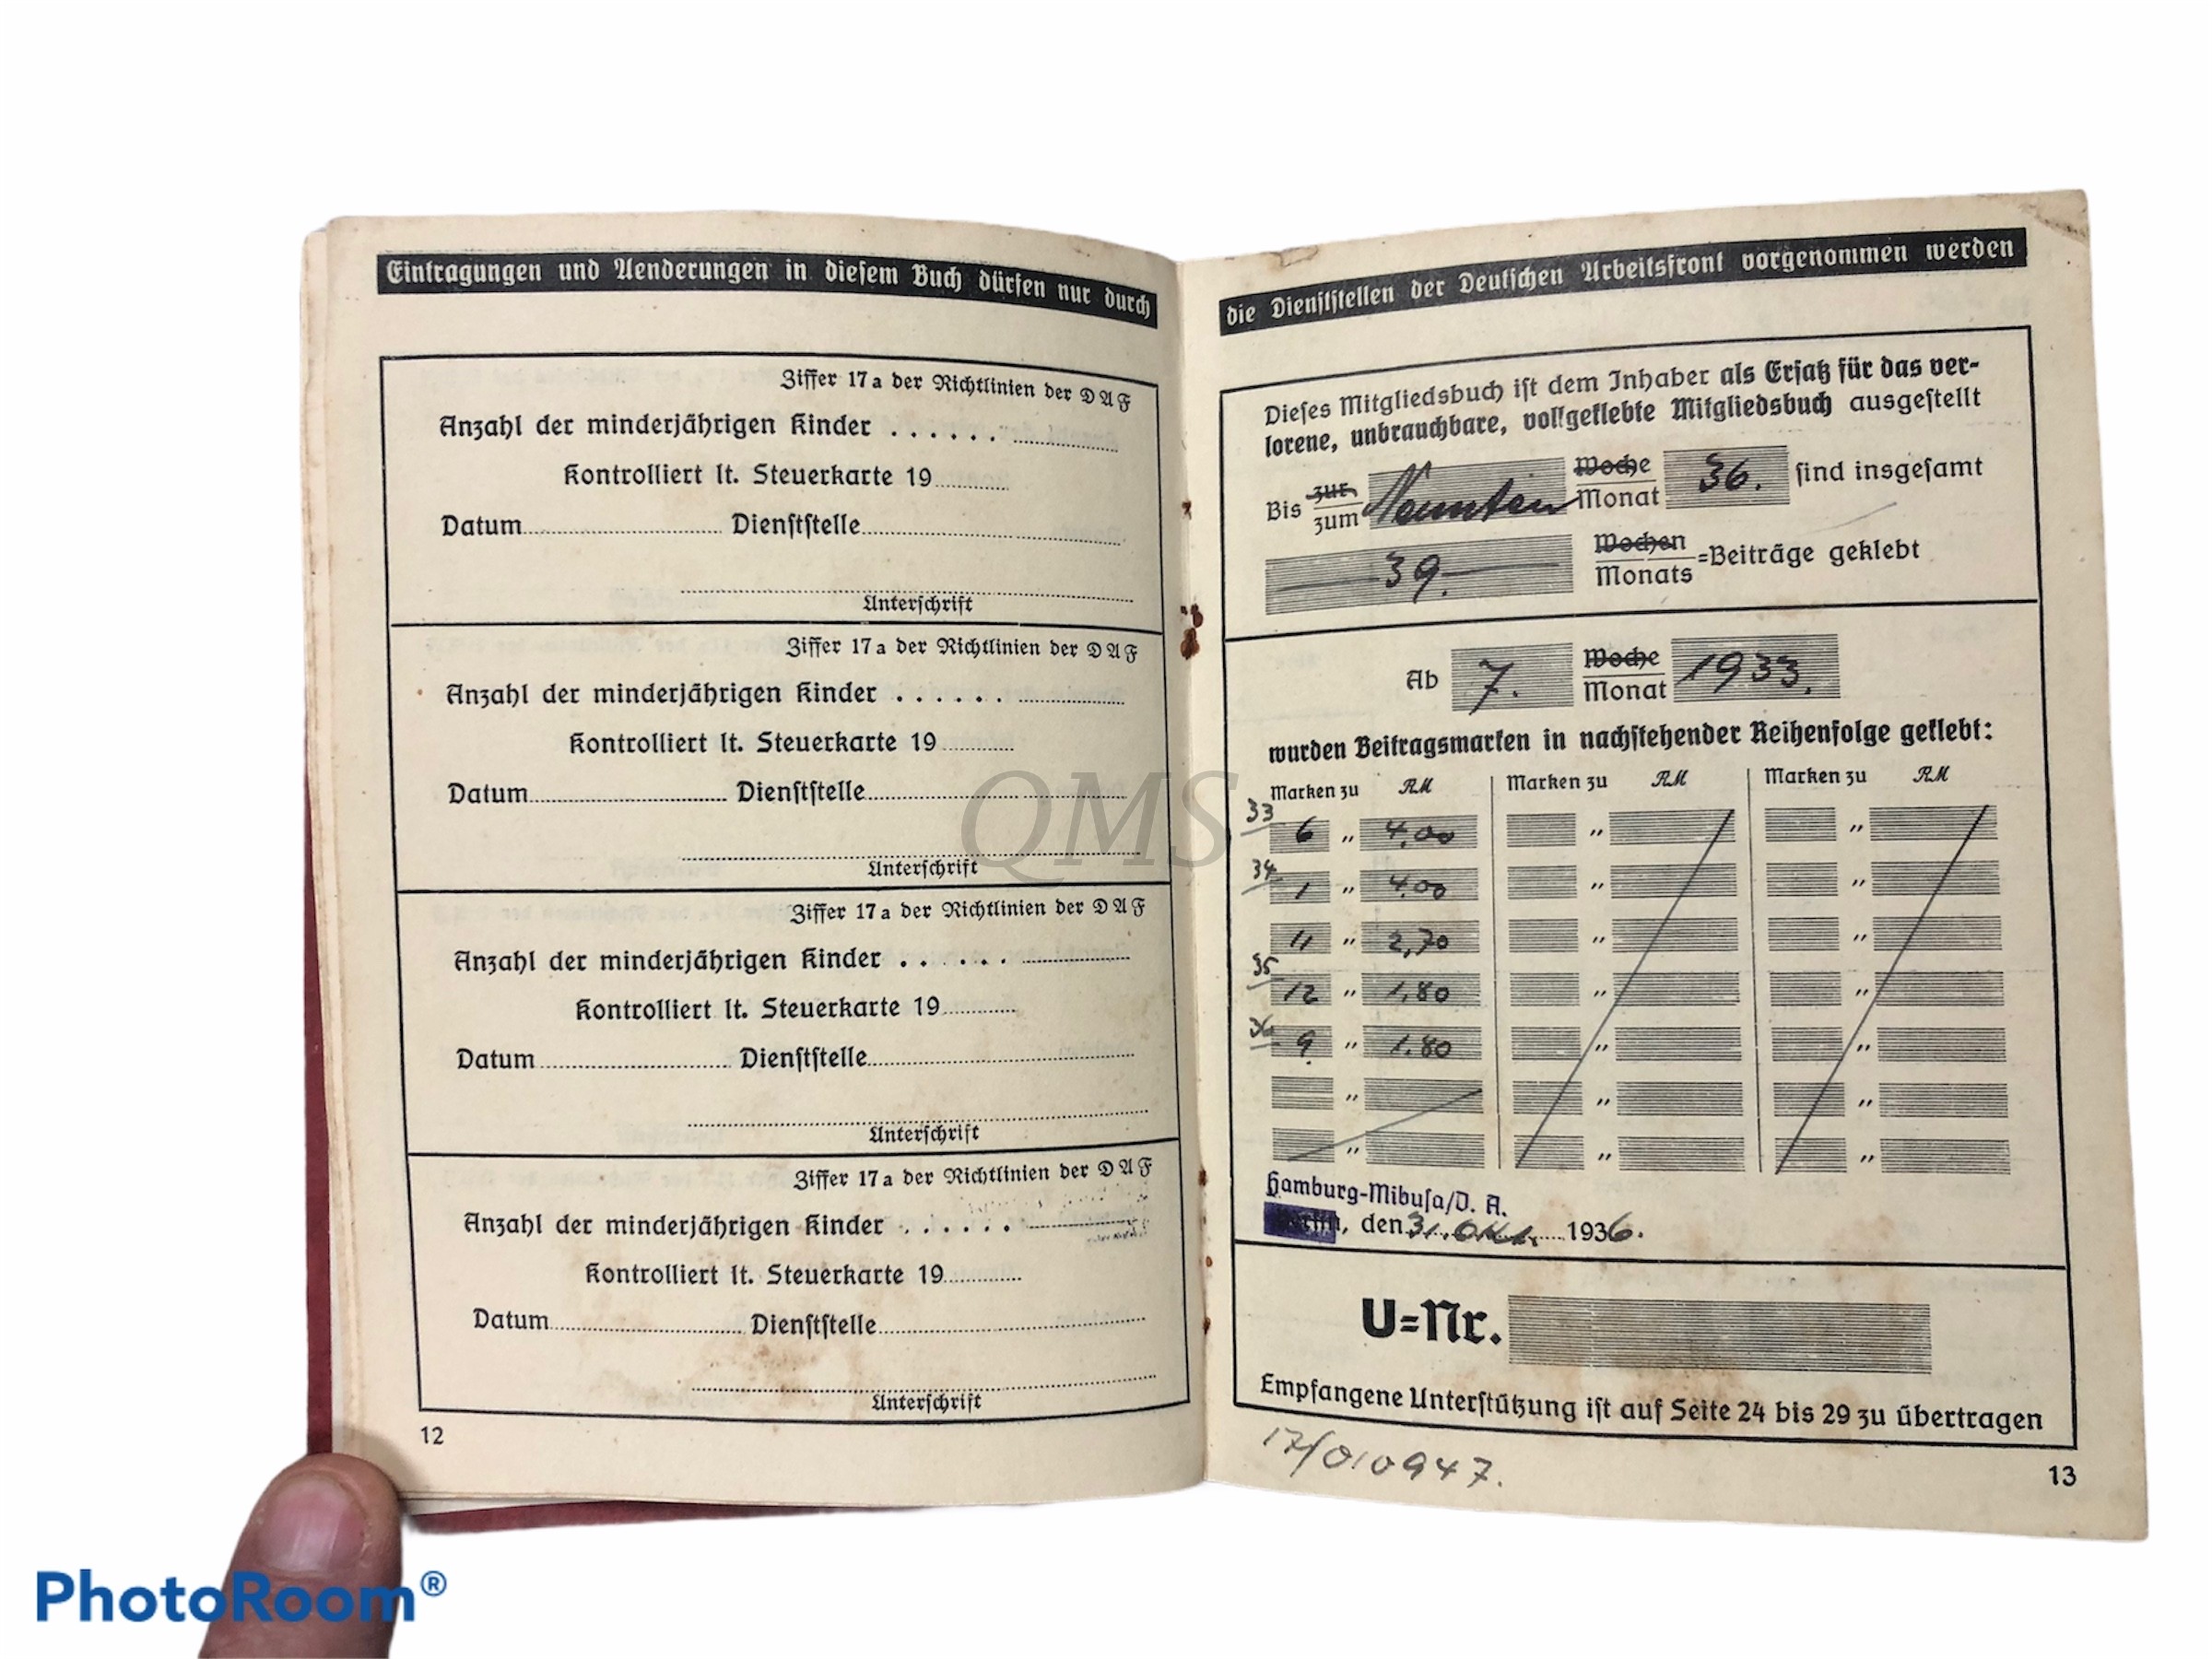 Eintragungen und Aenderungen in diesem Buch dürfen nur durch
Ziffer 17a der Richtlinien der DAF
Anzahl der minderjährigen Kinder . . . . . .
Kontrolliert lt. Steuerkarte 19
Datum Dienststelle
Unterschrift
Ziffer 17a der Richtlinien der DAF
Anzahl der minderjährigen Kinder . . . . . .
Kontrolliert lt. Steuerkarte 19
Datum Dienststelle
Unterschrift
Ziffer 17a der Richtlinien der DAF
Anzahl der minderjährigen Kinder . . . . . .
Kontrolliert lt. Steuerkarte 19
Datum Dienststelle
Unterschrift
Ziffer 17a der Richtlinien der DAF
Anzahl der minderjährigen Kinder . . . . . .
Kontrolliert lt. Steuerkarte 19
Datum Dienststelle
Unterschrift
12
die Dienststellen der Deutschen Arbeitsfront vorgenommen werden
Dieses Mitgliedsbuch ist dem Inhaber als Ersatz für das ver-
lorene, unbrauchbare, vollgeklebte Mitgliedsbuch ausgestellt
Bis zur/zum Neunten Woche/Monat 36. sind insgesamt
39. Wochen/Monats=Beiträge geklebt
Ab 7. Woche/Monat 1933.
wurden Beitragsmarken in nachstehender Reihenfolge geklebt:
Marken zu RM Marken zu RM Marken zu RM
33 6 " 4,00 " "
34 1 " 4,00 " "
11 " 2,70 " "
35 12 " 1,80 " "
36 9 " 1.80 " "
" " "
" " "
Hamburg-Mibusa/D. A.
Berlin, den 31. Okt. 1936.
U=Nr.
Empfangene Unterstützung ist auf Seite 24 bis 29 zu übertragen
17/010947.
13
QMS
PhotoRoom®